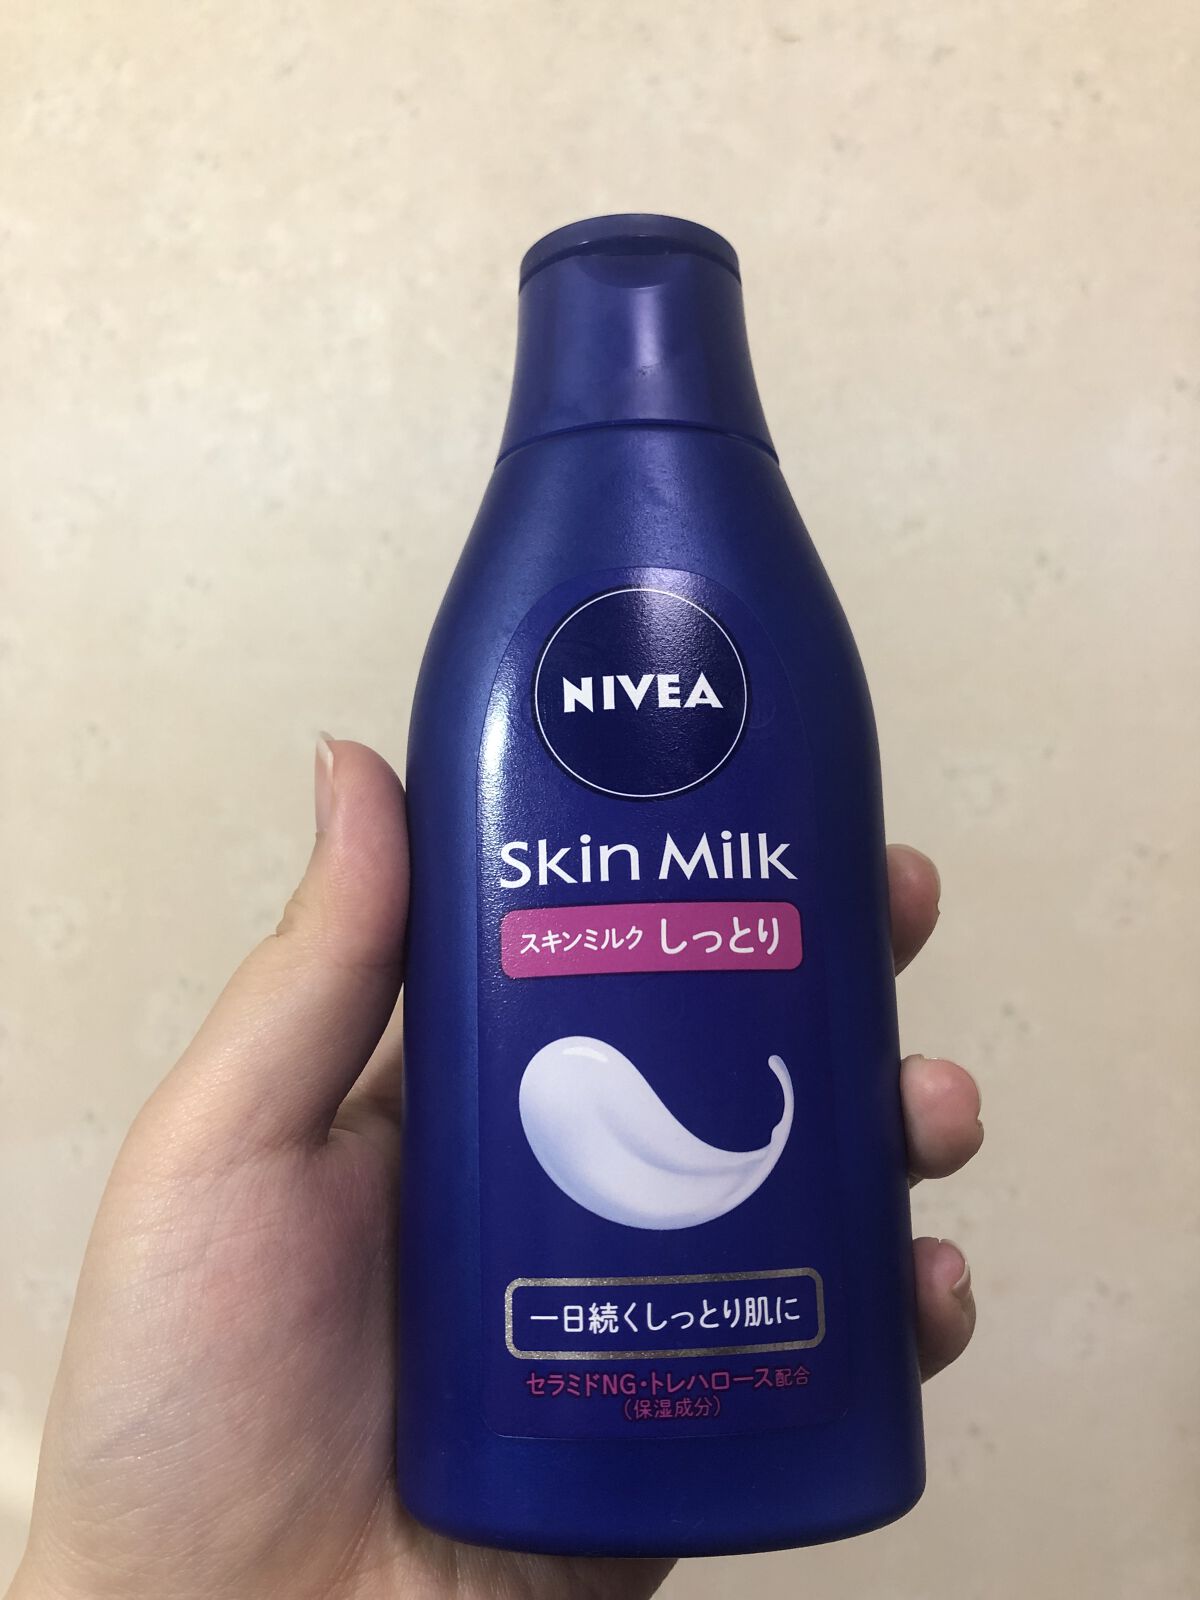 NIVEA
Skin Milk
スキンミルク しっとり
一日続くしっとり肌に
セラミドNG・トレハロース配合
(保湿成分)